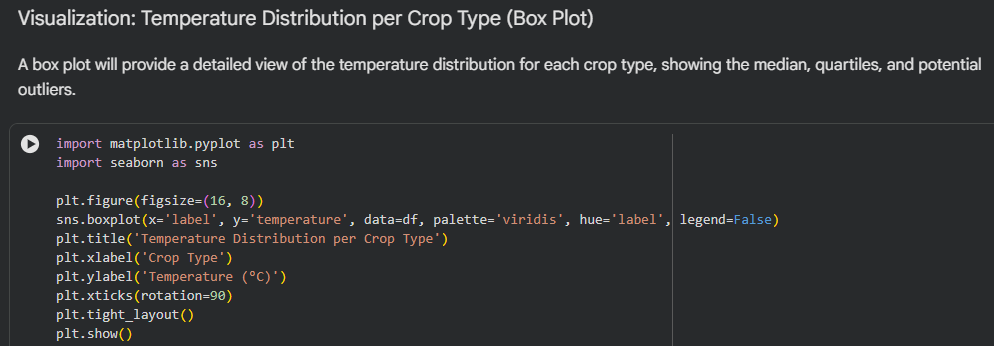 Visualization: Temperature Distribution per Crop Type (Box Plot)
A box plot will provide a detailed view of the temperature distribution for each crop type, showing the median, quartiles, and potential
outliers.
import matplotlib.pyplot as plt
import seaborn as sns
plt.figure(figsize=(16, 8))
sns.boxplot(x='label', y='temperature', data=df, palette='viridis', hue='label', legend=False)
plt.title('Temperature Distribution per Crop Type')
plt.xlabel('Crop Type')
plt.ylabel('Temperature (°C)')
plt.xticks(rotation=90)
plt.tight_layout()
plt.show()